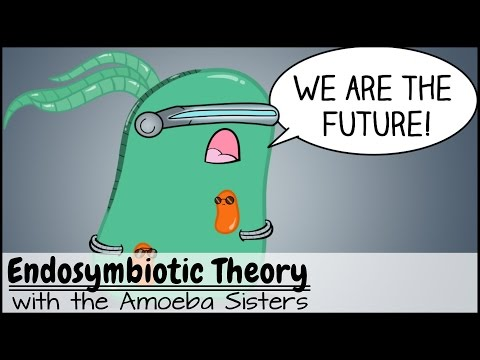 WE ARE THE
FUTURE!
Endosymbiotic Theory
with the Amoeba Sisters